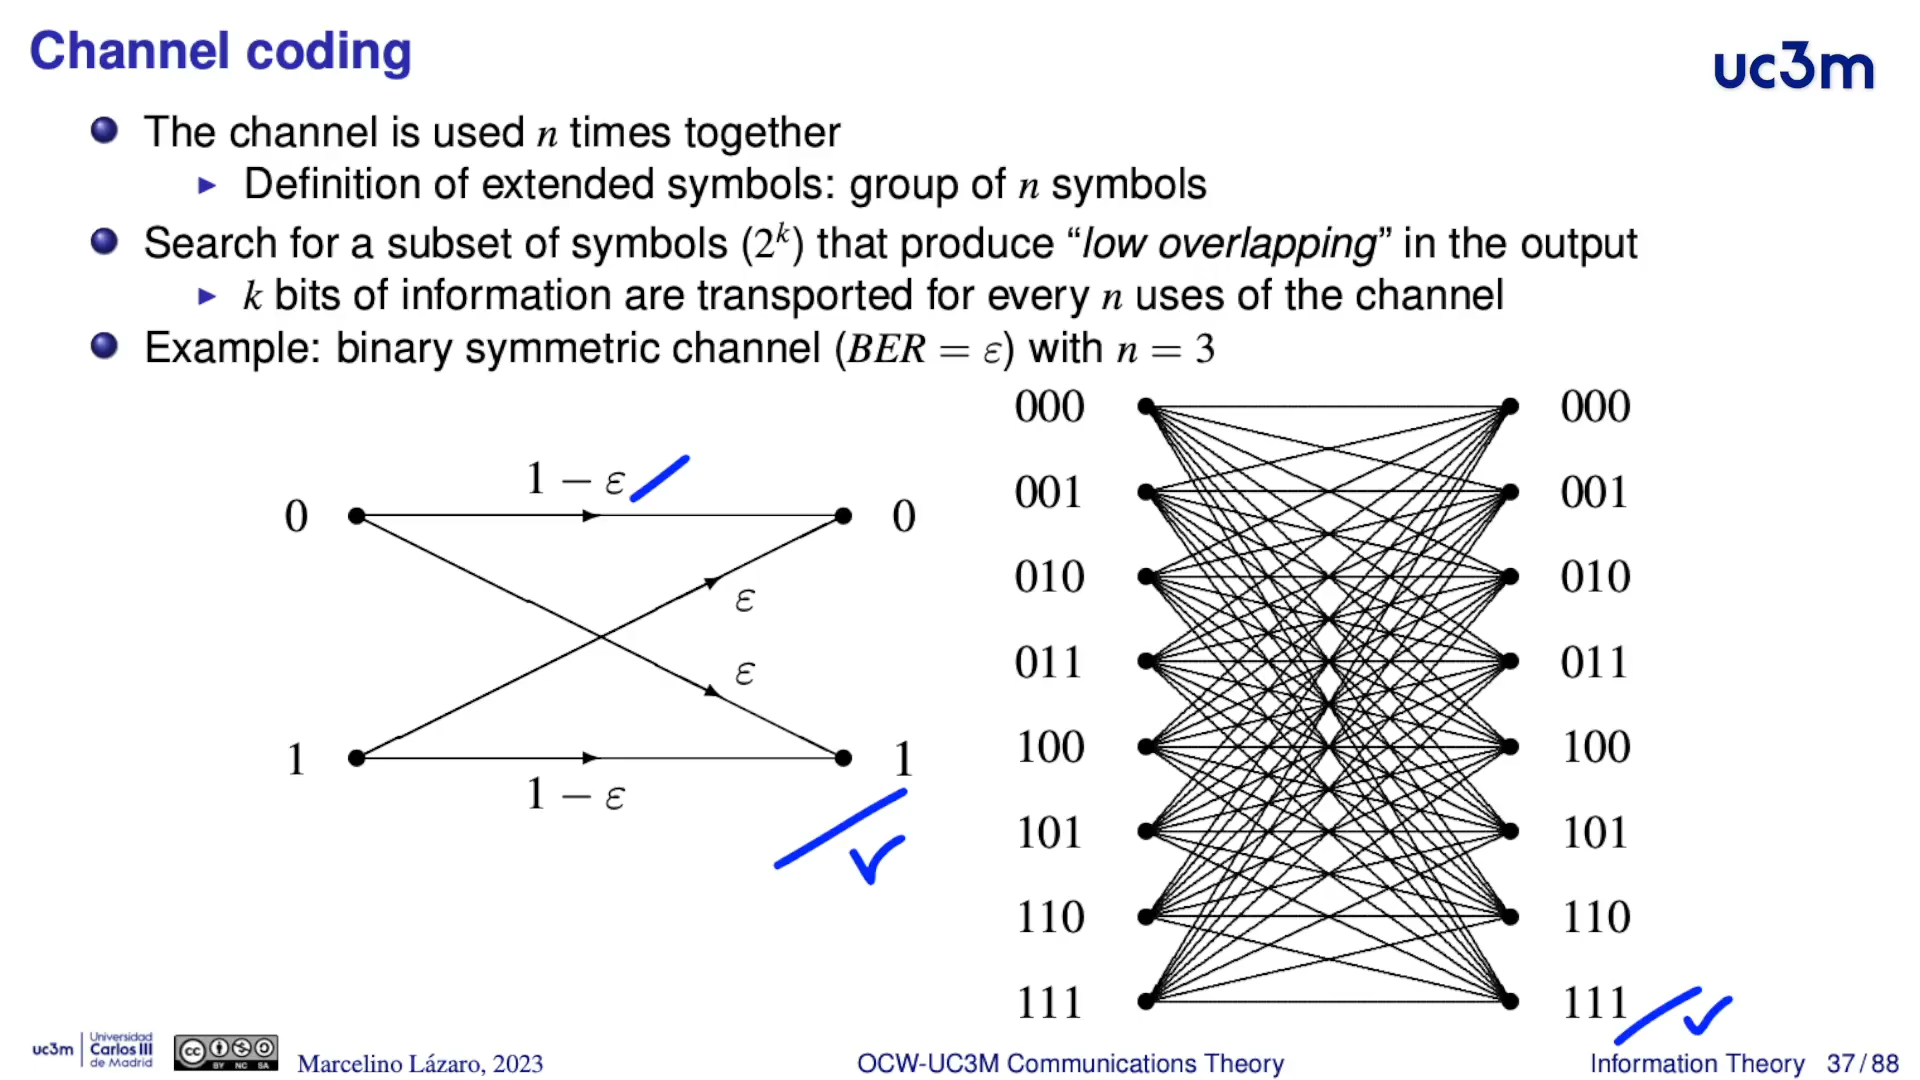 Channel coding
uc3m
The channel is used n times together
Definition of extended symbols: group of n symbols
Search for a subset of symbols (2^k) that produce “low overlapping” in the output
k bits of information are transported for every n uses of the channel
Example: binary symmetric channel (BER = ε) with n = 3
1 − ε
0 0
ε
ε
1 1
1 − ε
000 000
001 001
010 010
011 011
100 100
101 101
110 110
111 111
uc3m Universidad Carlos III de Madrid
cc BY NC SA
Marcelino Lázaro, 2023
OCW-UC3M Communications Theory
Information Theory 37 / 88